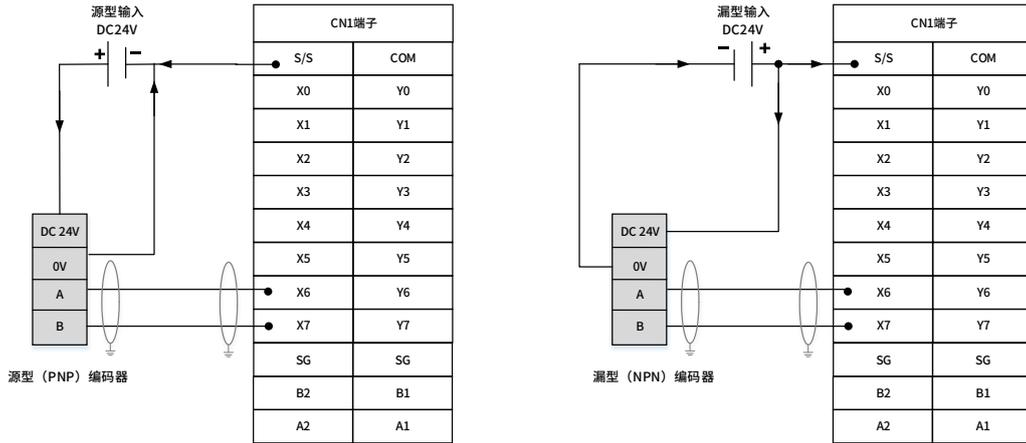 源型输入
DC24V
+
−
CN1端子
S/S COM
X0 Y0
X1 Y1
X2 Y2
X3 Y3
X4 Y4
X5 Y5
X6 Y6
X7 Y7
SG SG
B2 B1
A2 A1
DC 24V
0V
A
B
源型（PNP）编码器
漏型输入
DC24V
−
+
CN1端子
S/S COM
X0 Y0
X1 Y1
X2 Y2
X3 Y3
X4 Y4
X5 Y5
X6 Y6
X7 Y7
SG SG
B2 B1
A2 A1
DC 24V
0V
A
B
漏型（NPN）编码器